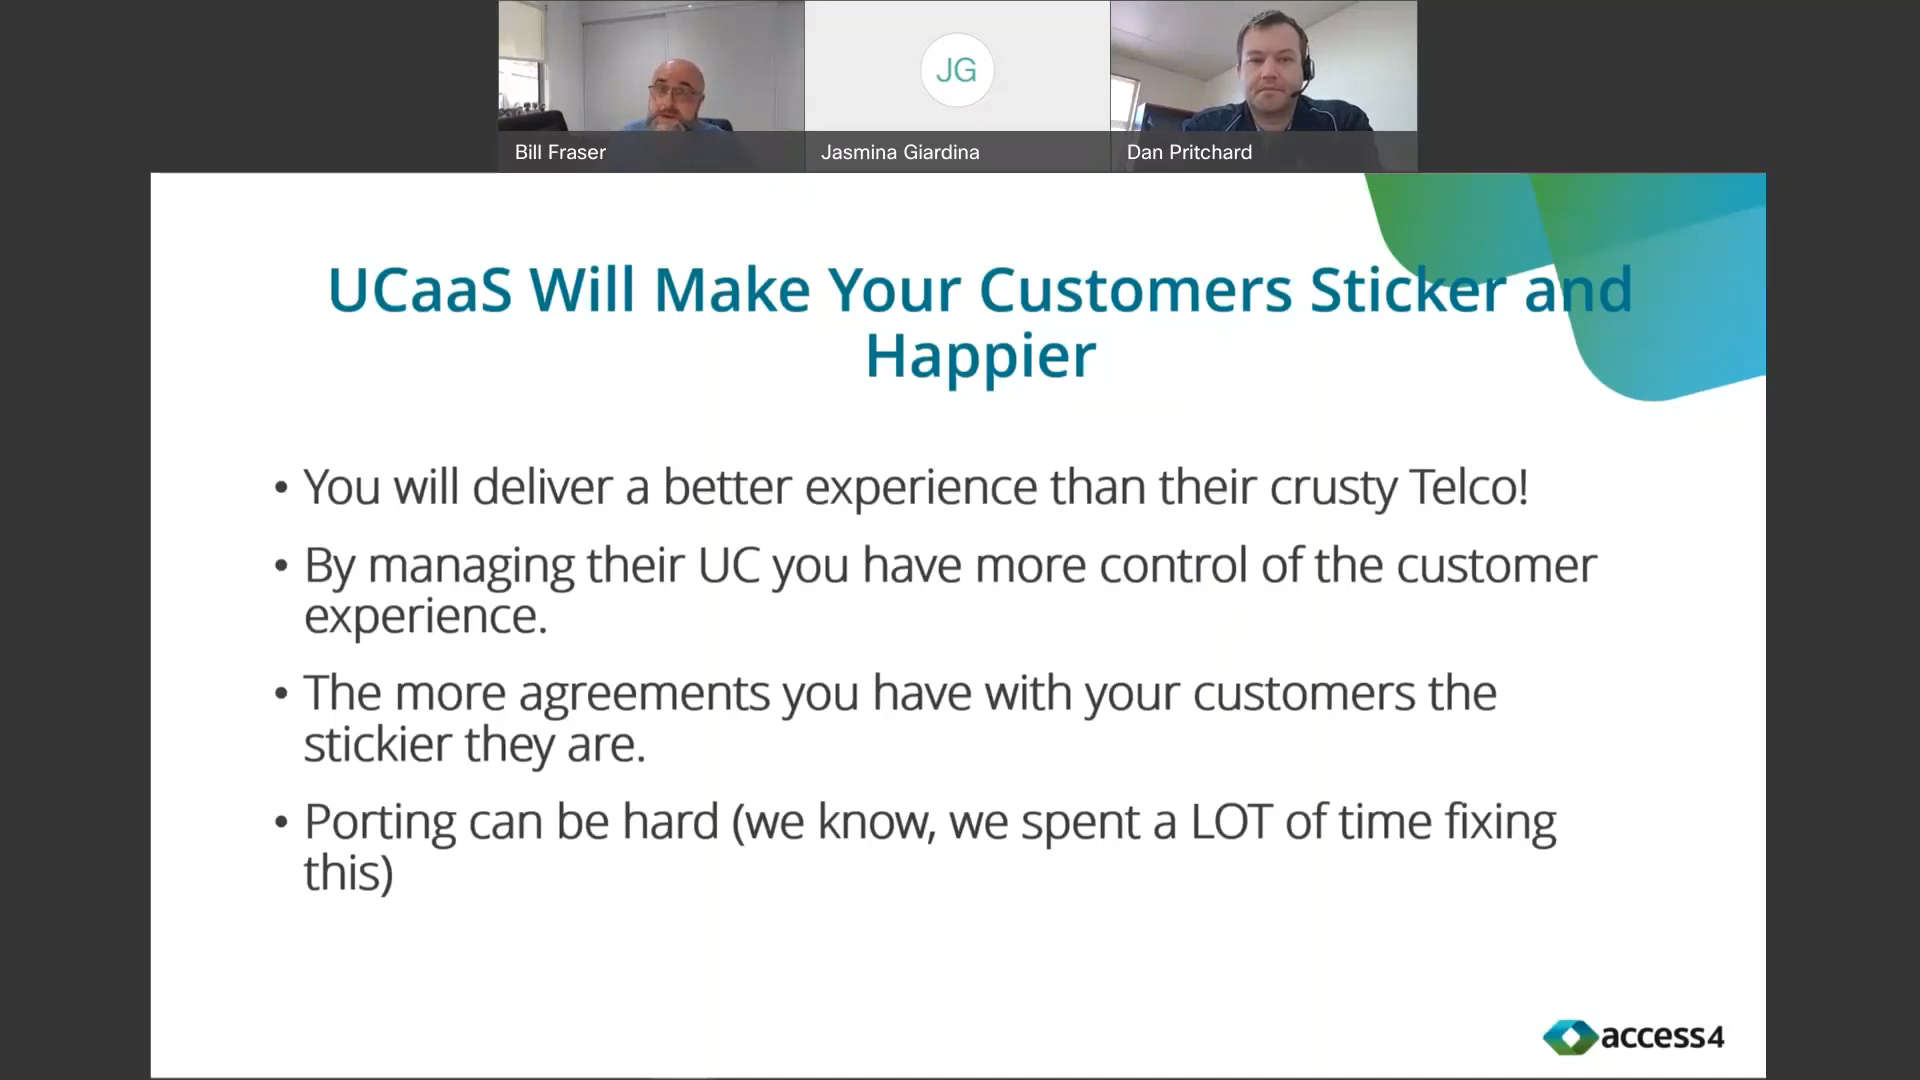 JG
Bill Fraser
Jasmina Giardina
Dan Pritchard
UCaaS Will Make Your Customers Sticker and
Happier
• You will deliver a better experience than their crusty Telco!
• By managing their UC you have more control of the customer
experience.
• The more agreements you have with your customers the
stickier they are.
• Porting can be hard (we know, we spent a LOT of time fixing
this)
access4